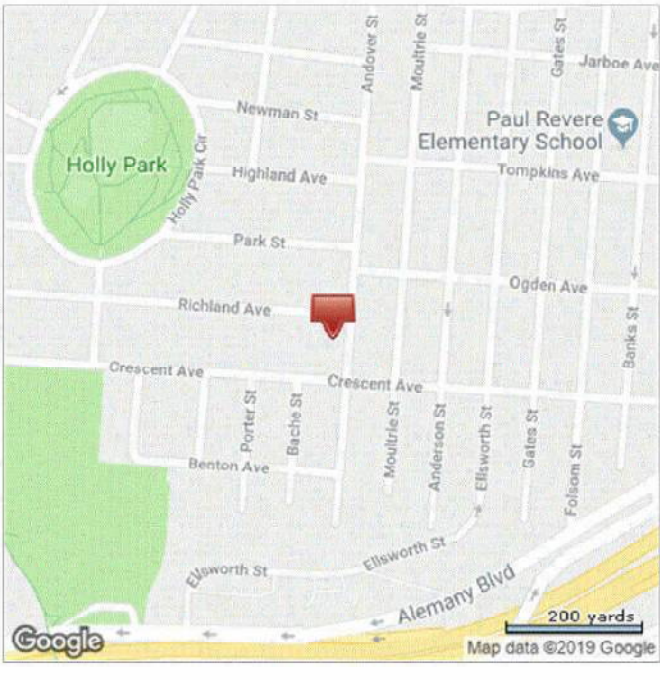 Andover St
Moultrie St
Gates St
Jarboe Ave
Newman St
Paul Revere
Elementary School
Holly Park
Holly Park Cir
Highland Ave
Tompkins Ave
Park St
Ogden Ave
Richland Ave
Banks St
Crescent Ave
Crescent Ave
Porter St
Bache St
Moultrie St
Anderson St
Ellsworth St
Gates St
Folsom St
Benton Ave
Ellsworth St
Ellsworth St
Alemany Blvd
200 yards
Google
Map data ©2019 Google